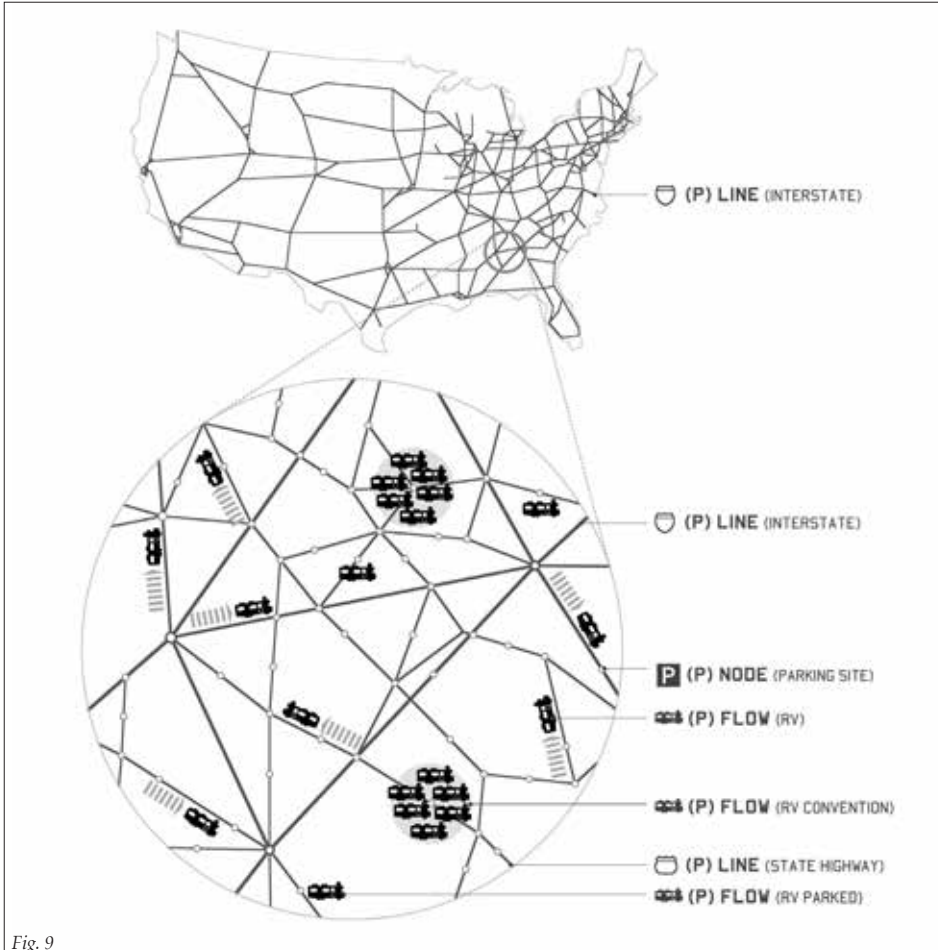 (P) LINE (INTERSTATE)
(P) LINE (INTERSTATE)
P (P) NODE (PARKING SITE)
(P) FLOW (RV)
(P) FLOW (RV CONVENTION)
(P) LINE (STATE HIGHWAY)
(P) FLOW (RV PARKED)
Fig. 9